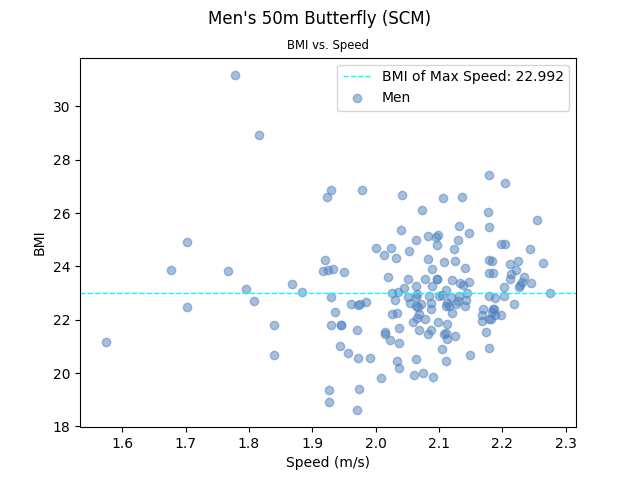 Men's 50m Butterfly (SCM)
BMI vs. Speed
BMI of Max Speed: 22.992
Men
30
28
26
24
22
20
18
BMI
1.6 1.7 1.8 1.9 2.0 2.1 2.2 2.3
Speed (m/s)